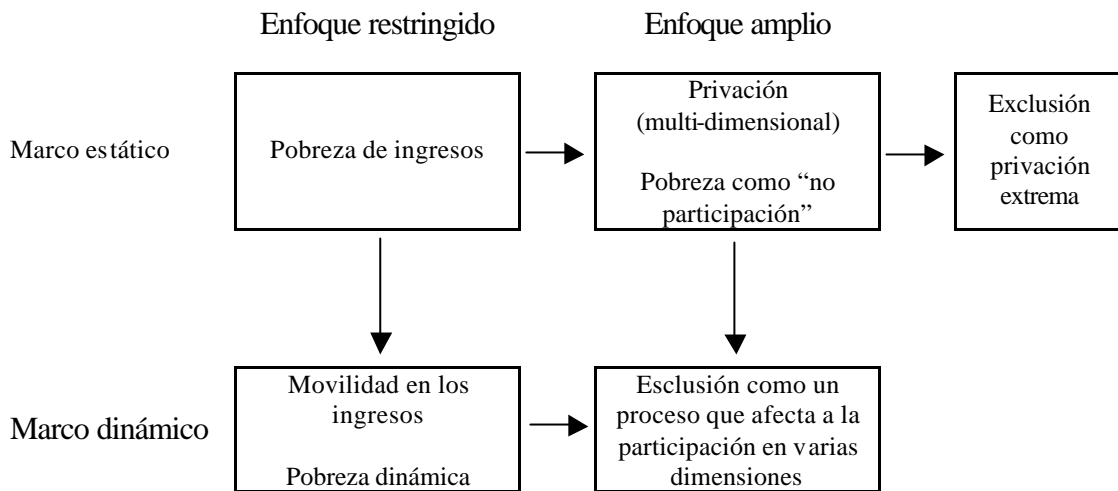 Enfoque restringido
Enfoque amplio
Marco estático
Pobreza de ingresos
Privación
(multi-dimensional)
Pobreza como “no
participación”
Exclusión
como
privación
extrema
Marco dinámico
Movilidad en los
ingresos
Pobreza dinámica
Esclusión como un
proceso que afecta a la
participación en varias
dimensiones